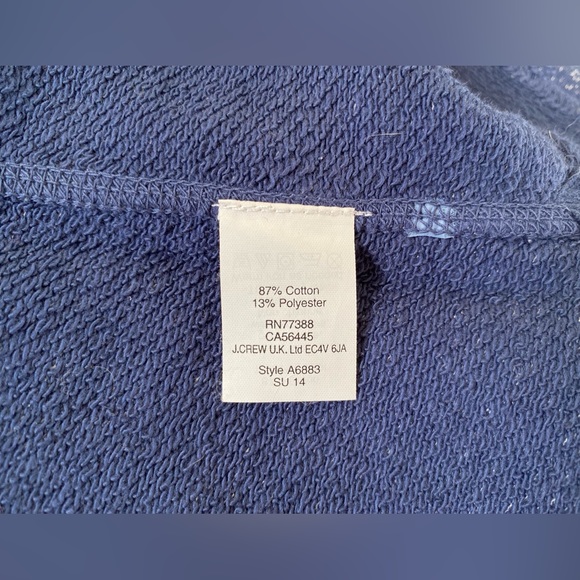 87% Cotton
13% Polyester
RN77388
CA56445
J.CREW U.K. Ltd EC4V 6JA
Style A6883
SU 14